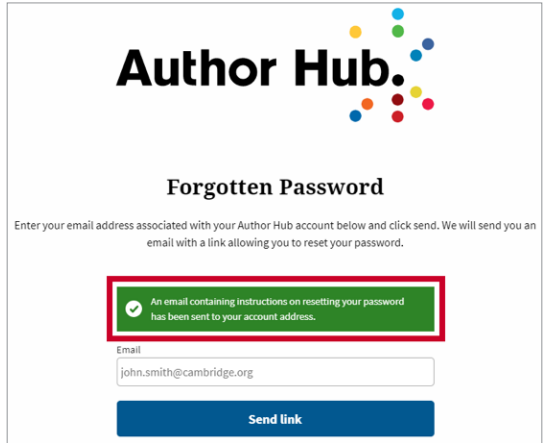 Author Hub.
Forgotten Password
Enter your email address associated with your Author Hub account below and click send. We will send you an
email with a link allowing you to reset your password.
An email containing instructions on resetting your password
has been sent to your account address.
Email
john.smith@cambridge.org
Send link